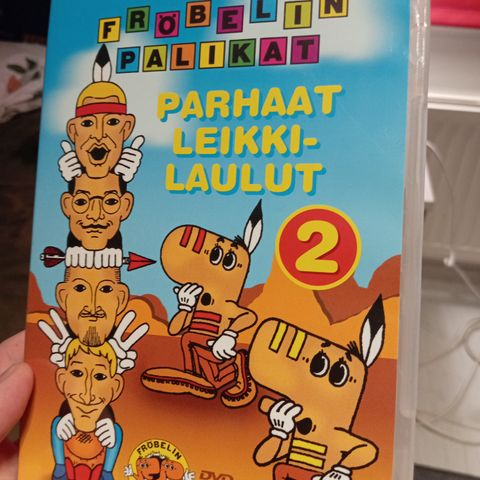 FRÖBELIN
PALIKAT
PARHAAT
LEIKKI-
LAULUT
2
FRÖBELIN
DVD